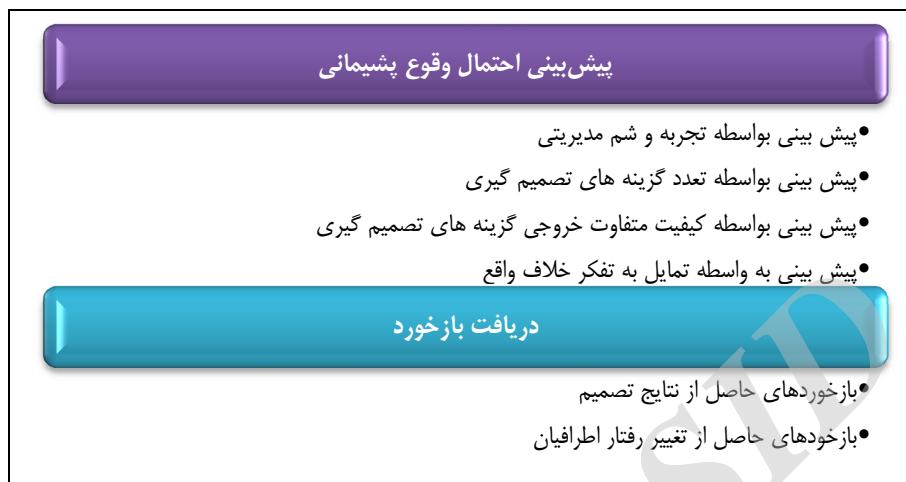 پیش‌بینی احتمال وقوع پشیمانی
•پیش بینی بواسطه تجربه و شم مدیریتی
•پیش بینی بواسطه تعدد گزینه های تصمیم گیری
•پیش بینی بواسطه کیفیت متفاوت خروجی گزینه های تصمیم گیری
•پیش بینی به واسطه تمایل به تفکر خلاف واقع
دریافت بازخورد
•بازخوردهای حاصل از نتایج تصمیم
•بازخودهای حاصل از تغییر رفتار اطرافیان
SID